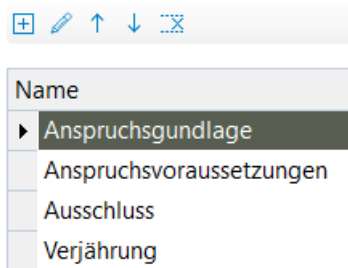 Name
Anspruchsgundlage
Anspruchsvoraussetzungen
Ausschluss
Verjährung